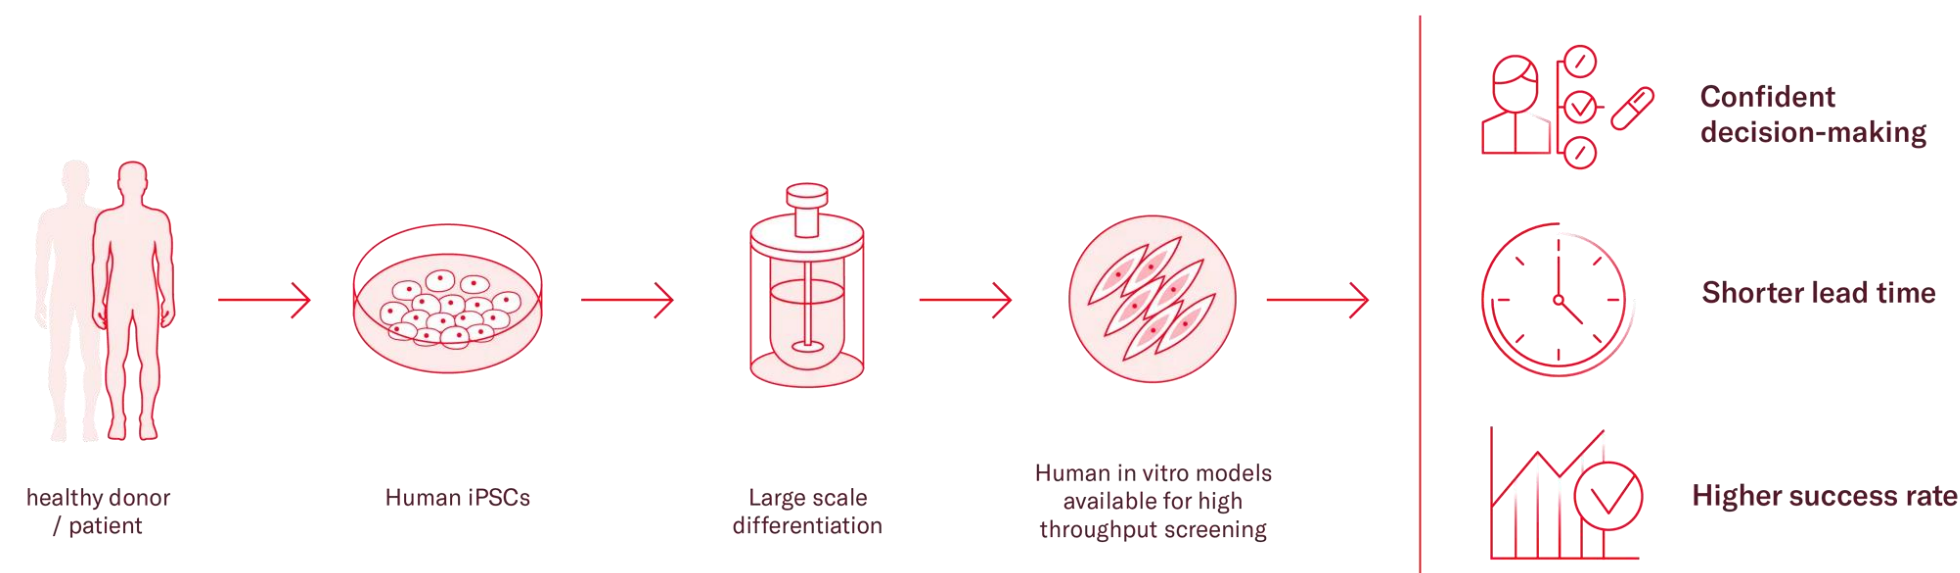 healthy donor
/ patient
Human iPSCs
Large scale
differentiation
Human in vitro models
available for high
throughput screening
Confident
decision-making
Shorter lead time
Higher success rate